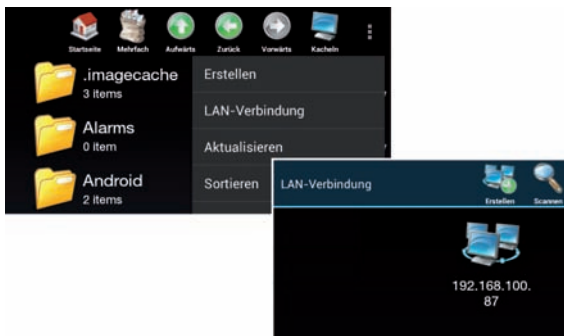 Startseite Mehrfach Aufwärts Zurück Vorwärts Kacheln
.imagecache
3 items
Alarms
0 item
Android
2 items
Erstellen
LAN-Verbindung
Aktualisieren
Sortieren
LAN-Verbindung
Erstellen Scannen
192.168.100.
87